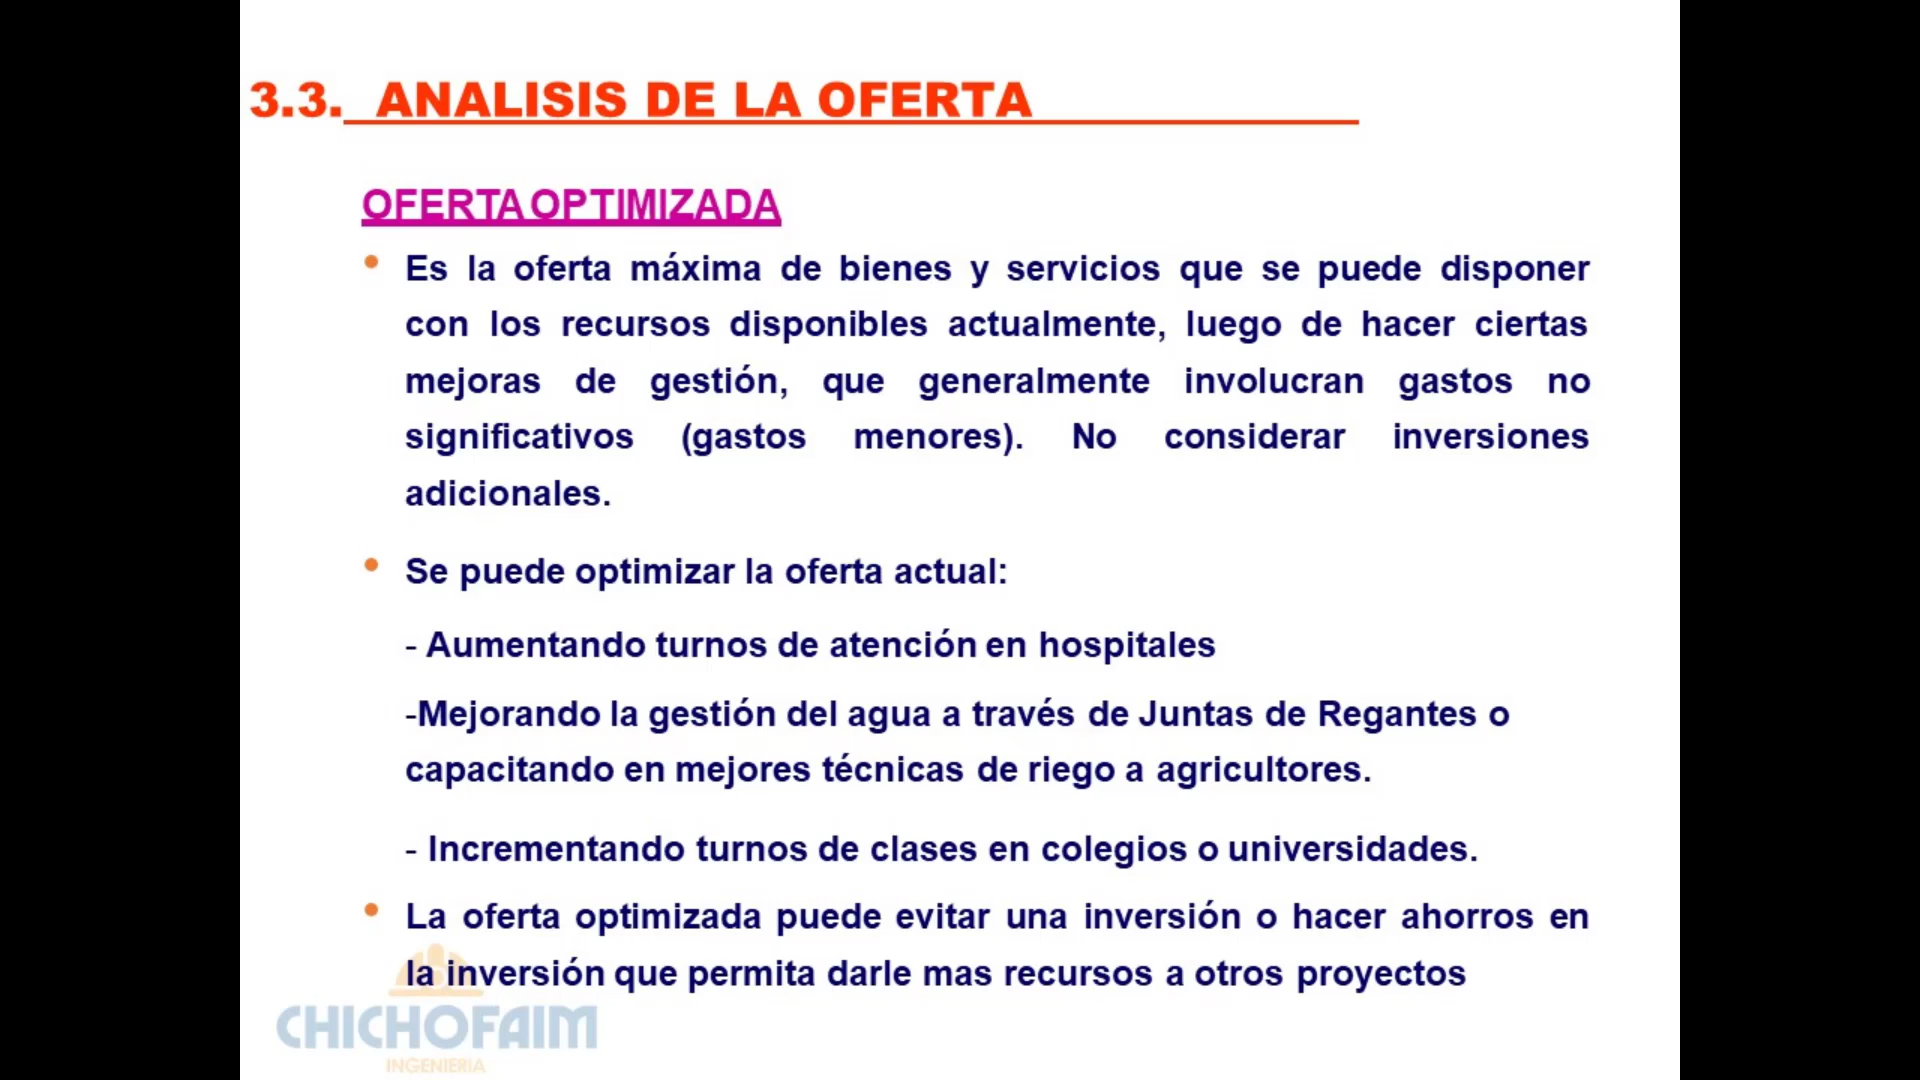 3.3. ANALISIS DE LA OFERTA
OFERTA OPTIMIZADA
• Es la oferta máxima de bienes y servicios que se puede disponer
con los recursos disponibles actualmente, luego de hacer ciertas
mejoras de gestión, que generalmente involucran gastos no
significativos (gastos menores). No considerar inversiones
adicionales.
• Se puede optimizar la oferta actual:
- Aumentando turnos de atención en hospitales
-Mejorando la gestión del agua a través de Juntas de Regantes o
capacitando en mejores técnicas de riego a agricultores.
- Incrementando turnos de clases en colegios o universidades.
• La oferta optimizada puede evitar una inversión o hacer ahorros en
la inversión que permita darle mas recursos a otros proyectos
CHICHOFAIM
INGENIERIA